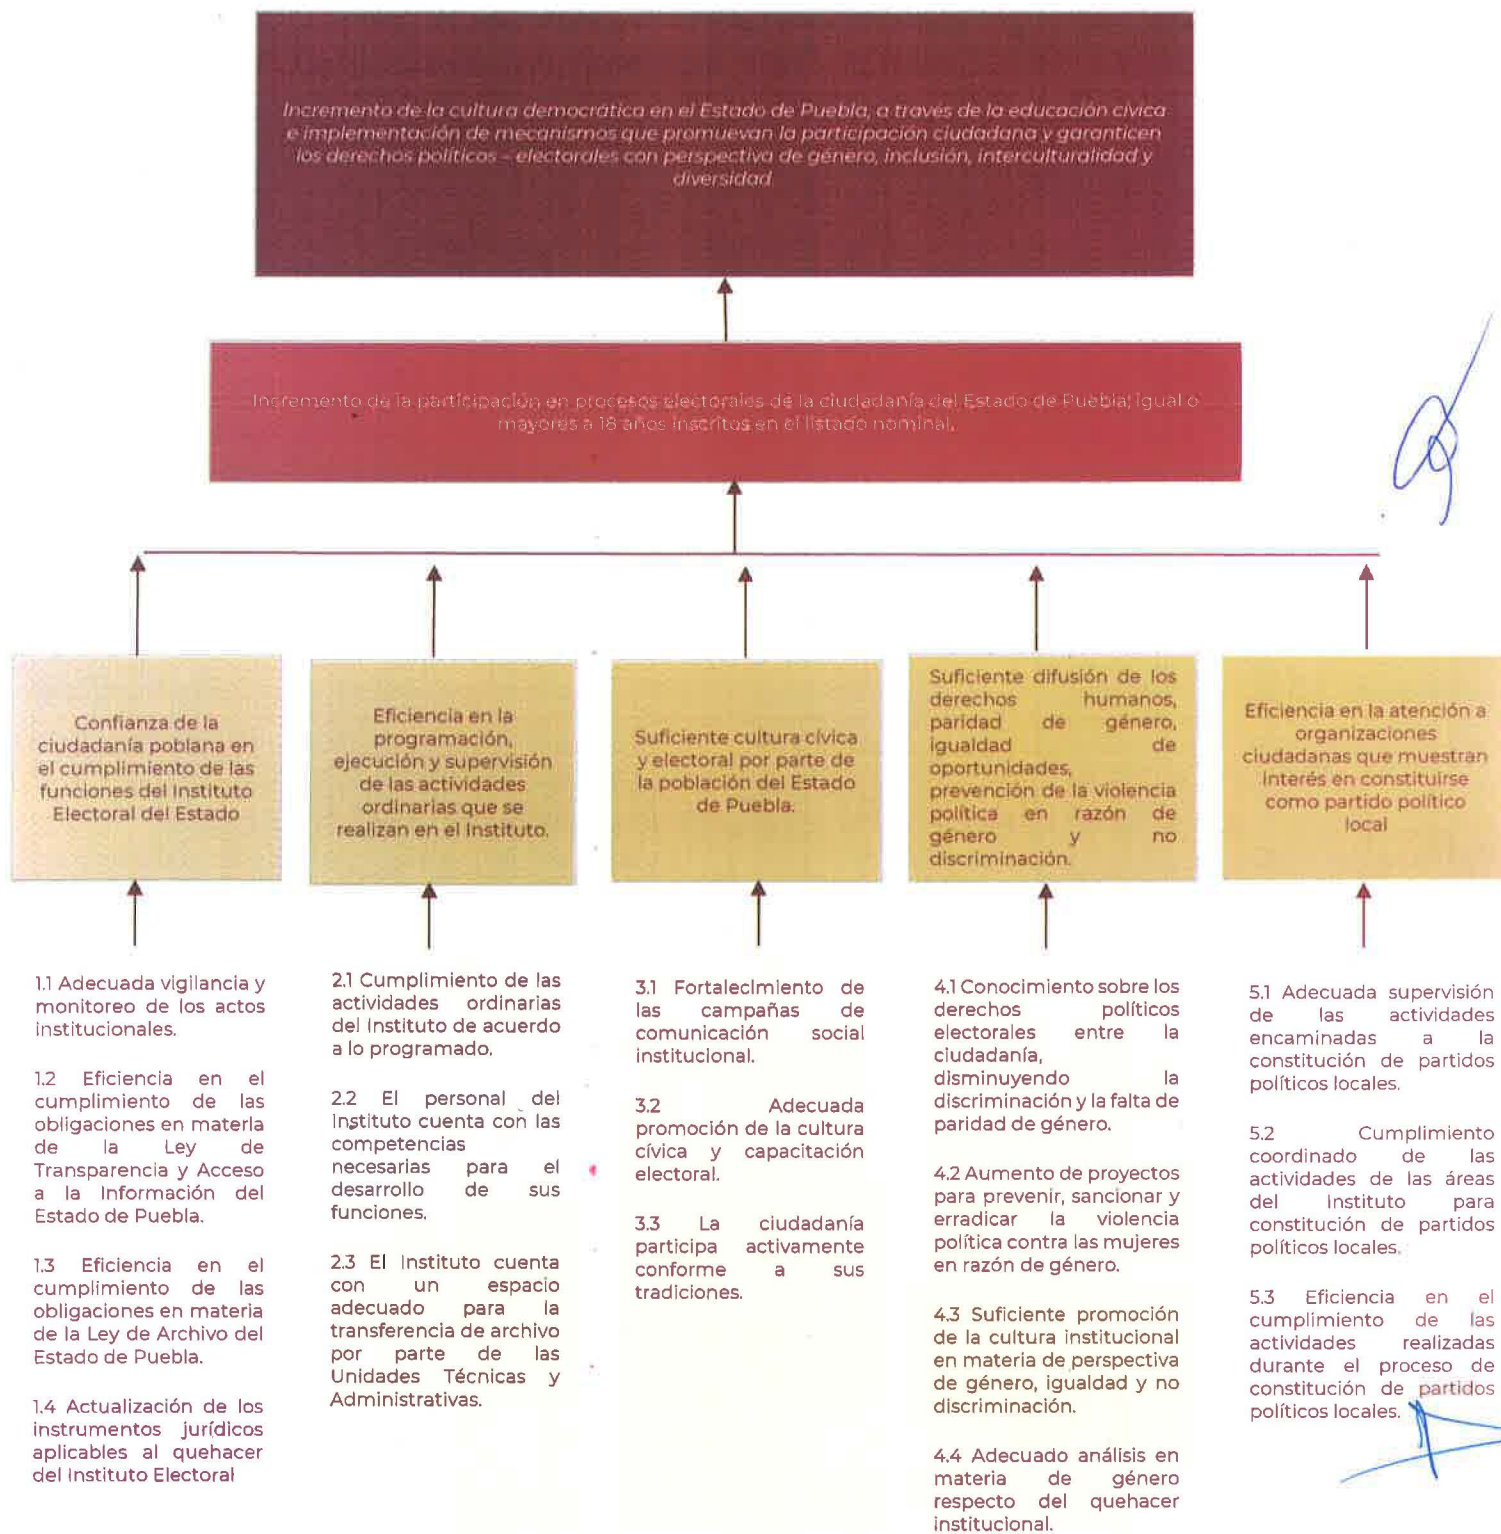 Incremento de la cultura democrática en el Estado de Puebla, a través de la educación cívica
e implementación de mecanismos que promuevan la participación ciudadana y garanticen
los derechos políticos – electorales con perspectiva de género, inclusión, interculturalidad y
diversidad
Incremento de la participación en procesos electorales de la ciudadanía del Estado de Puebla; igual o
mayores a 18 años inscritos en el listado nominal.
Confianza de la
ciudadanía poblana en
el cumplimiento de las
funciones del Instituto
Electoral del Estado
Eficiencia en la
programación,
ejecución y supervisión
de las actividades
ordinarias que se
realizan en el Instituto.
Suficiente cultura cívica
y electoral por parte de
la población del Estado
de Puebla.
Suficiente difusión de los
derechos humanos,
paridad de género,
igualdad de
oportunidades,
prevención de la violencia
política en razón de
género y no
discriminación.
Eficiencia en la atención a
organizaciones
ciudadanas que muestran
interés en constituirse
como partido político
local
1.1 Adecuada vigilancia y
monitoreo de los actos
institucionales.
1.2 Eficiencia en el
cumplimiento de las
obligaciones en materia
de la Ley de
Transparencia y Acceso
a la Información del
Estado de Puebla.
1.3 Eficiencia en el
cumplimiento de las
obligaciones en materia
de la Ley de Archivo del
Estado de Puebla.
1.4 Actualización de los
instrumentos jurídicos
aplicables al quehacer
del Instituto Electoral
2.1 Cumplimiento de las
actividades ordinarias
del Instituto de acuerdo
a lo programado.
2.2 El personal del
Instituto cuenta con las
competencias
necesarias para el
desarrollo de sus
funciones.
2.3 El Instituto cuenta
con un espacio
adecuado para la
transferencia de archivo
por parte de las
Unidades Técnicas y
Administrativas.
3.1 Fortalecimiento de
las campañas de
comunicación social
institucional.
3.2 Adecuada
promoción de la cultura
cívica y capacitación
electoral.
3.3 La ciudadanía
participa activamente
conforme a sus
tradiciones.
4.1 Conocimiento sobre los
derechos políticos
electorales entre la
ciudadanía,
disminuyendo la
discriminación y la falta de
paridad de género.
4.2 Aumento de proyectos
para prevenir, sancionar y
erradicar la violencia
política contra las mujeres
en razón de género.
4.3 Suficiente promoción
de la cultura institucional
en materia de perspectiva
de género, igualdad y no
discriminación.
4.4 Adecuado análisis en
materia de género
respecto del quehacer
institucional.
5.1 Adecuada supervisión
de las actividades
encaminadas a la
constitución de partidos
políticos locales.
5.2 Cumplimiento
coordinado de las
actividades de las áreas
del Instituto para
constitución de partidos
políticos locales.
5.3 Eficiencia en el
cumplimiento de las
actividades realizadas
durante el proceso de
constitución de partidos
políticos locales.